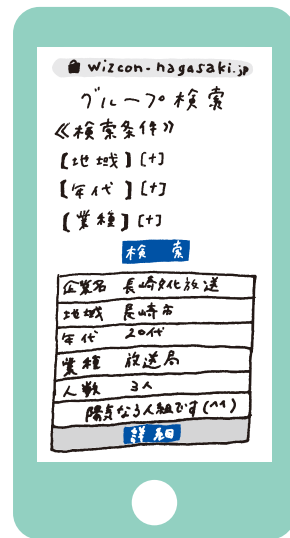 wizcon-nagasaki.jp
グループ検索
≪検索条件≫
【地域】[+]
【年代】[+]
【業種】[+]
検索
企業名 長崎文化放送
地域 長崎市
年代 20代
業種 放送局
人数 3人
陽気な3人組です(^^)
詳細